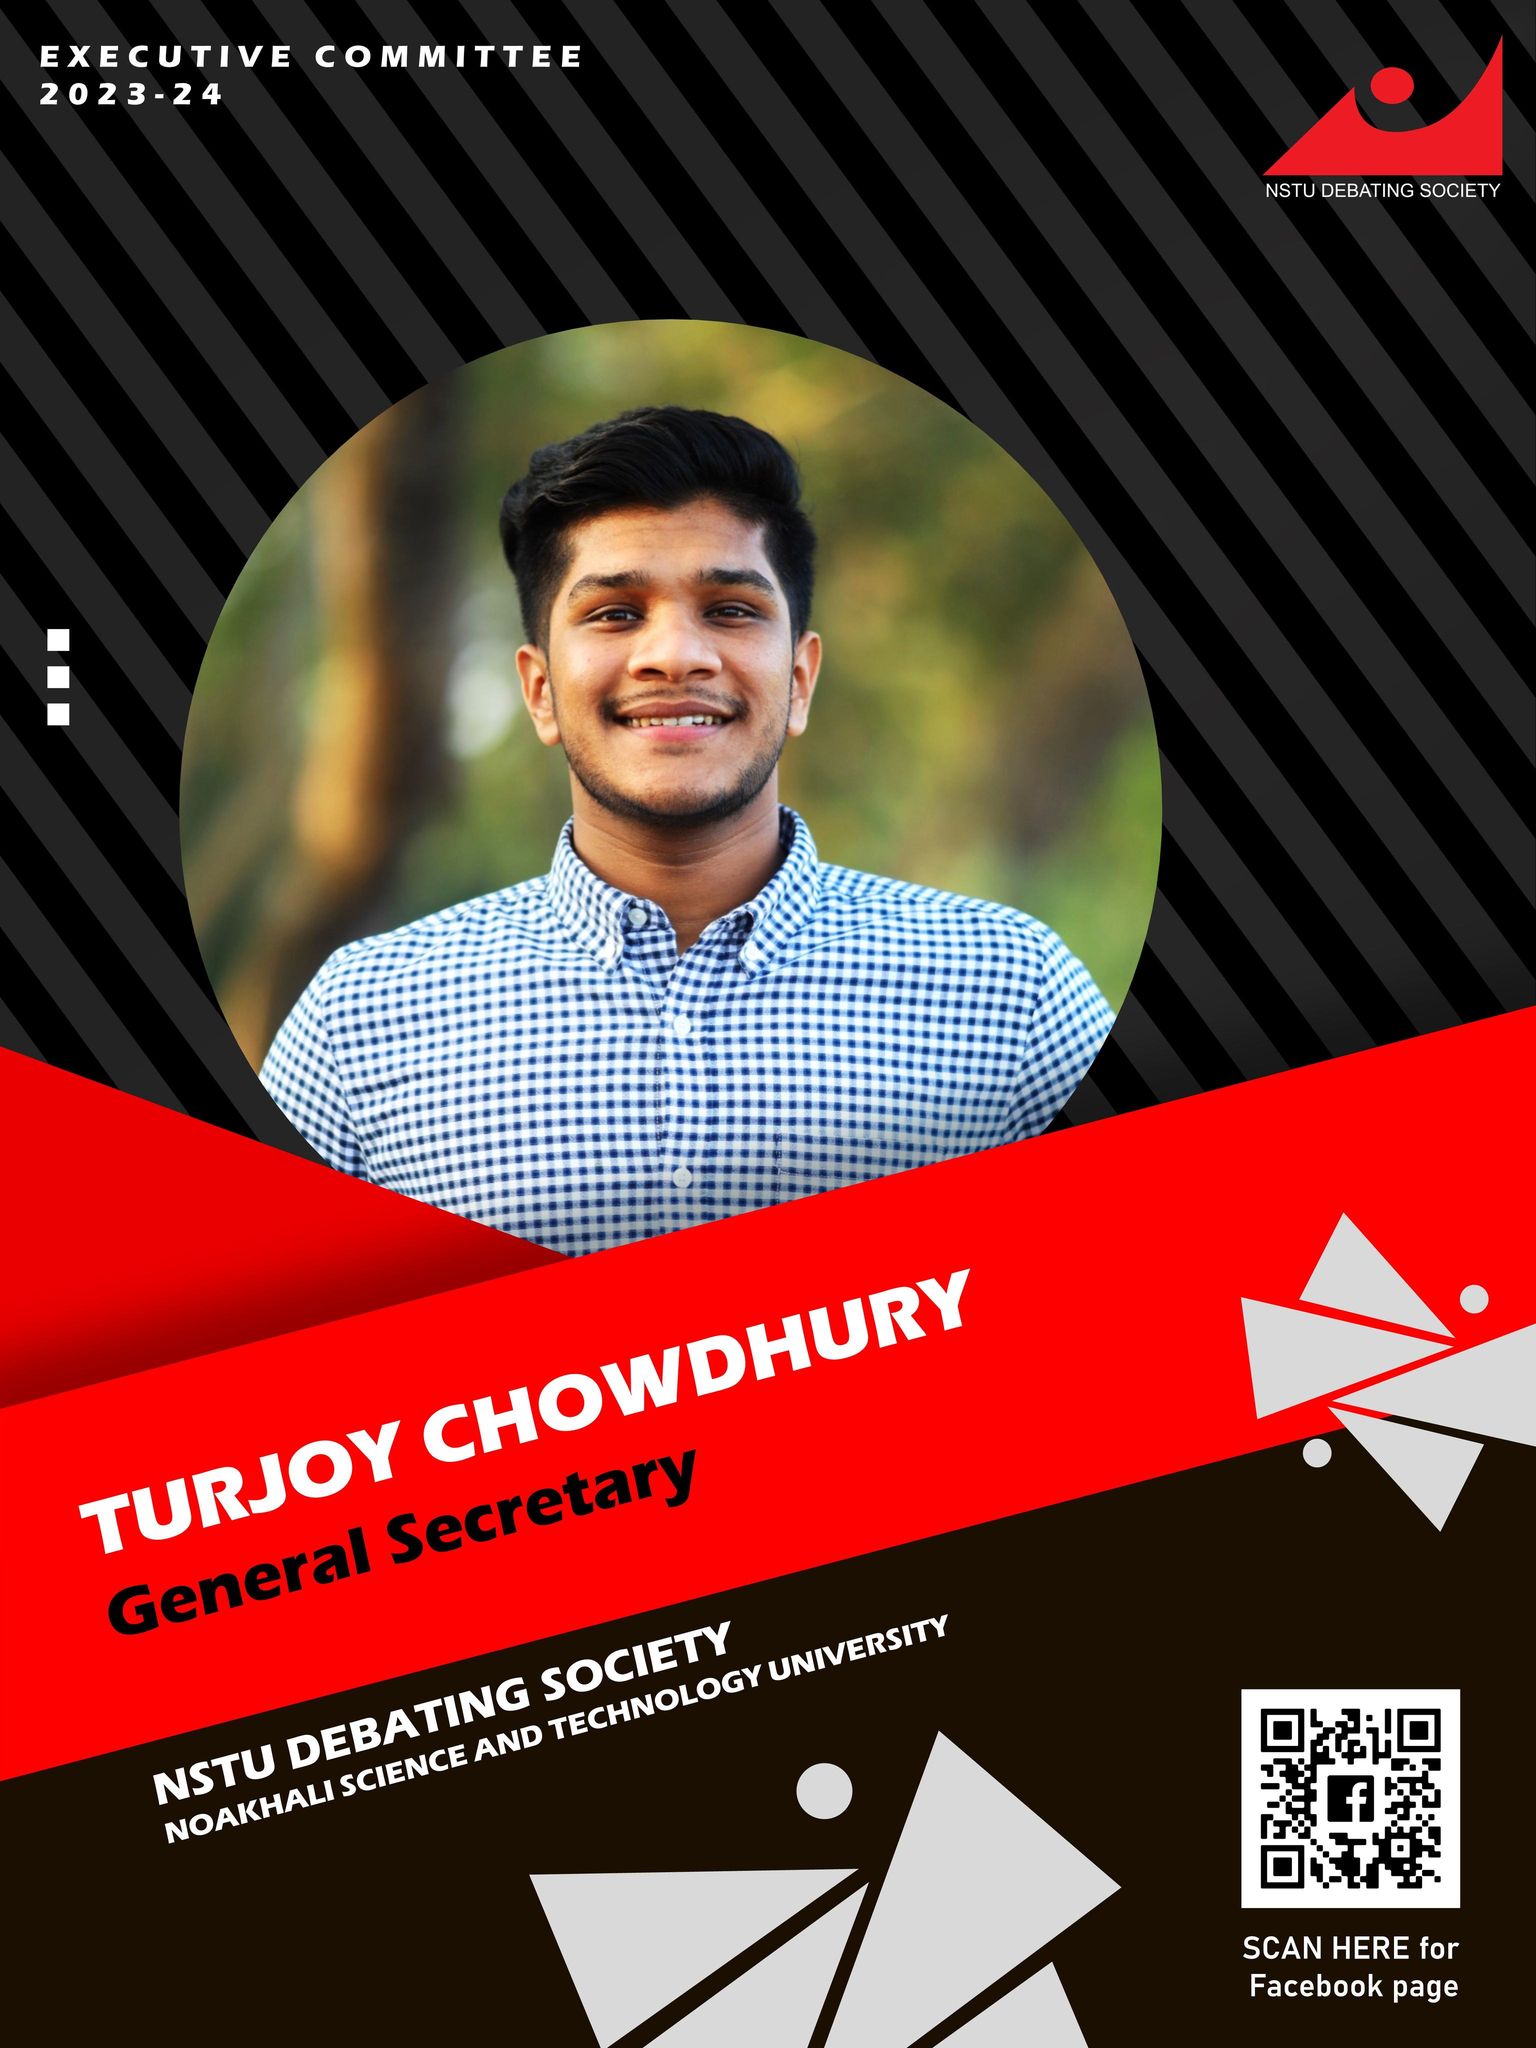 EXECUTIVE COMMITTEE
2023-24
NSTU DEBATING SOCIETY
TURJOY CHOWDHURY
General Secretary
NSTU DEBATING SOCIETY
NOAKHALI SCIENCE AND TECHNOLOGY UNIVERSITY
SCAN HERE for
Facebook page